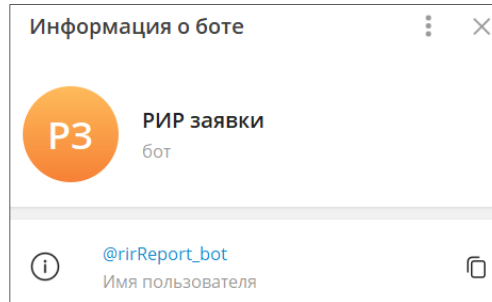 Информация о боте
РЗ
РИР заявки
бот
@rirReport_bot
Имя пользователя